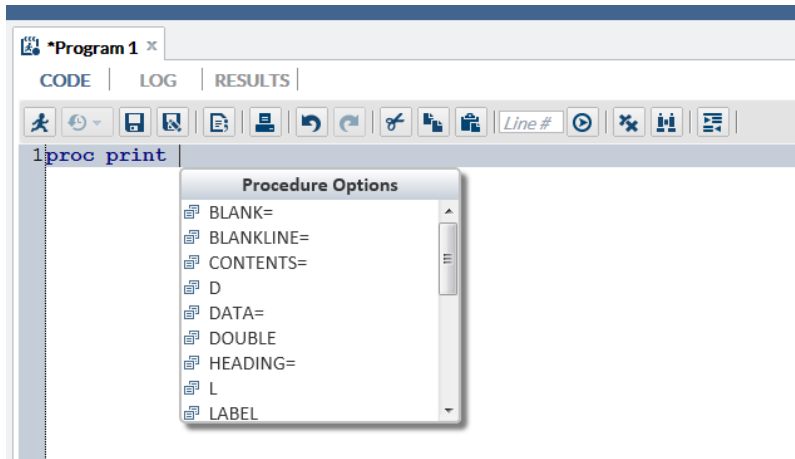 *Program 1 x
CODE LOG RESULTS
Line #
1 proc print
Procedure Options
BLANK=
BLANKLINE=
CONTENTS=
D
DATA=
DOUBLE
HEADING=
L
LABEL